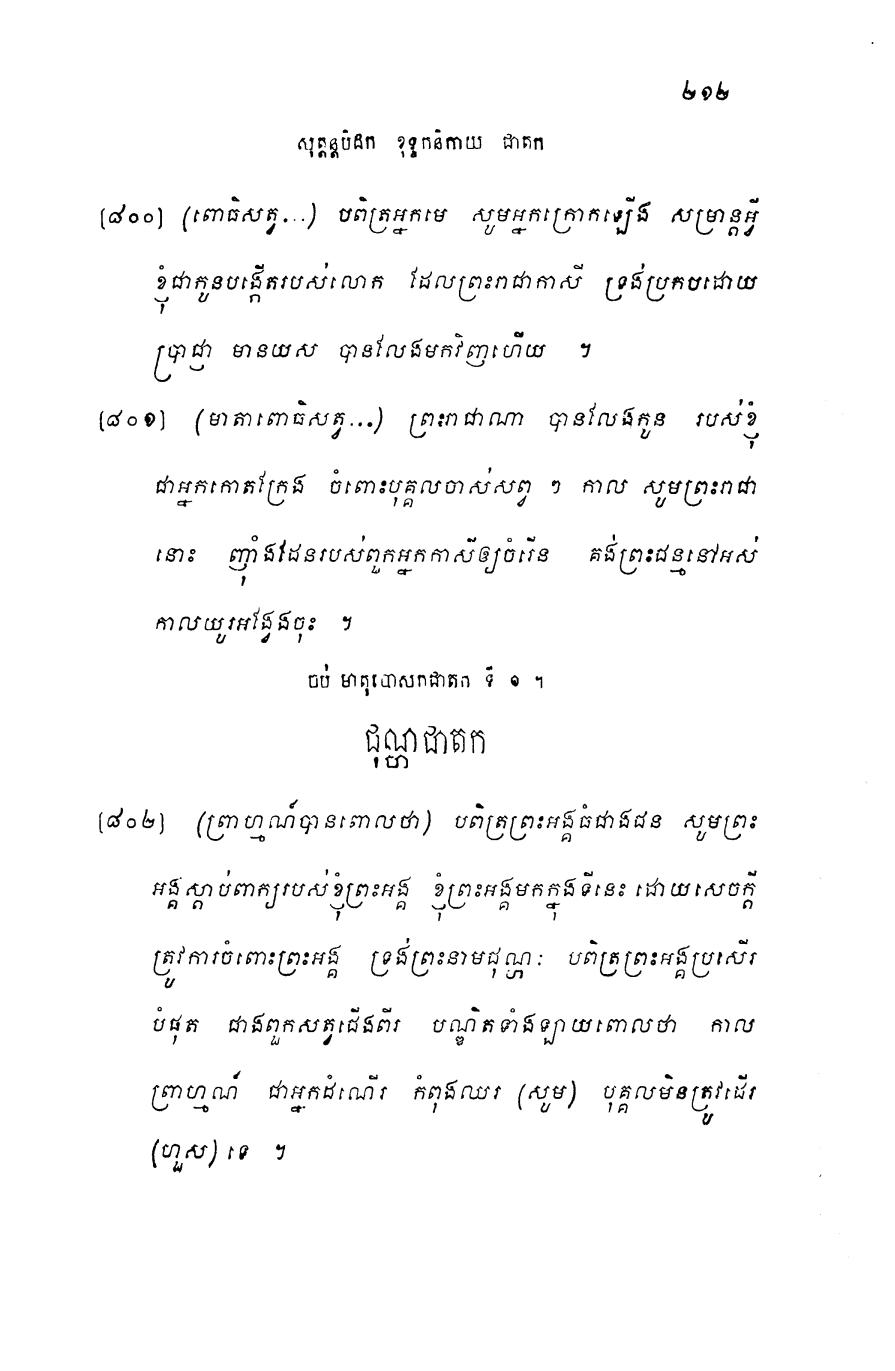 ២១២
សុត្តន្តបិដក ខុទ្ទកនិកាយ ជាតក
[៨០០] (ពោធិសត្វ...) បពិត្រអ្នកមេ សូមអ្នកក្រោកឡើង សម្រាន្តអ្វី
ខ្ញុំជាកូនបង្កើតរបស់លោក ដែលព្រះរាជាកាសី ទ្រង់ប្រកបដោយ
ប្រាជ្ញា មានយស បានលែងមកវិញហើយ ។
[៨០១] (មាតាពោធិសត្វ...) ព្រះរាជាណា បានលែងកូន របស់ខ្ញុំ
ជាអ្នកកោតក្រែង ចំពោះបុគ្គលចាស់សព្វ ៗ កាល សូមព្រះរាជា
នោះ ញុំាងដែនរបស់ពួកអ្នកកាសីឲ្យចំរើន គង់ព្រះជន្មនៅអស់
កាលយូរអង្វែងចុះ ។
ចប់ មាតុបោសកជាតក ទី ១ ។
ជុណ្ហជាតក
[៨០២] (ព្រាហ្មណ៍បានពោលថា) បពិត្រព្រះអង្គធំជាងជន សូមព្រះ
អង្គស្តាប់ពាក្យរបស់ខ្ញុំព្រះអង្គ ខ្ញុំព្រះអង្គមកក្នុងទីនេះ ដោយសេចក្តី
ត្រូវការចំពោះព្រះអង្គ ទ្រង់ព្រះនាមជុណ្ហៈ បពិត្រព្រះអង្គប្រសើរ
បំផុត ជាងពួកសត្វជើងពីរ បណ្ឌិតទាំងឡាយពោលថា កាល
ព្រាហ្មណ៍ ជាអ្នកដំណើរ កំពុងឈរ (សូម) បុគ្គលមិនត្រូវដើរ
(ហួស) ទេ ។